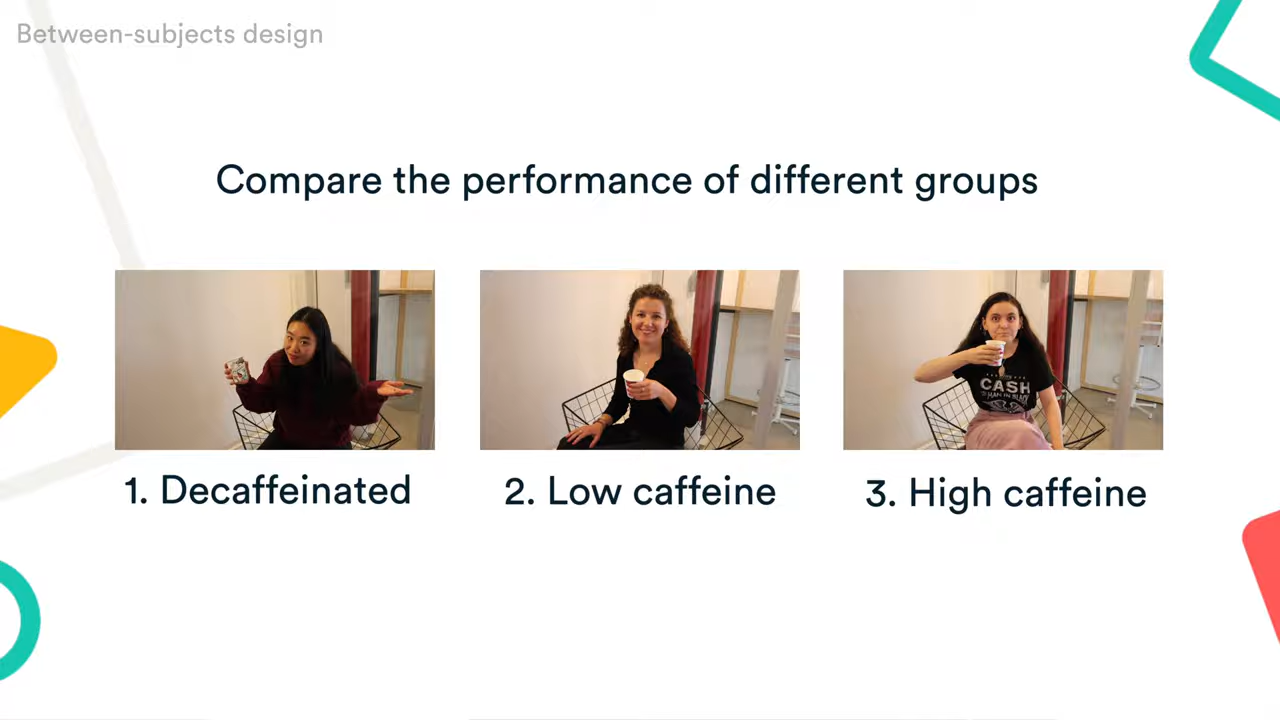 Between-subjects design
Compare the performance of different groups
1. Decaffeinated
2. Low caffeine
3. High caffeine
CASH